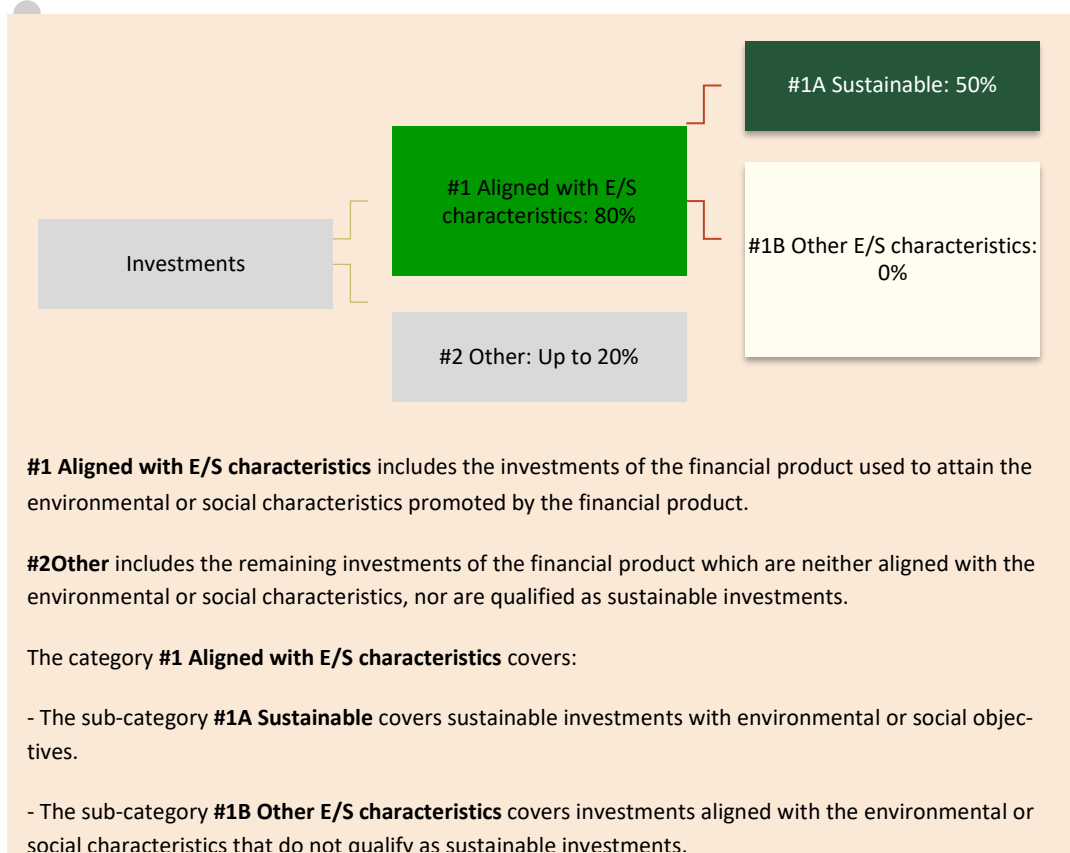 #1A Sustainable: 50%
#1 Aligned with E/S
characteristics: 80%
#1B Other E/S characteristics:
0%
Investments
#2 Other: Up to 20%
#1 Aligned with E/S characteristics includes the investments of the financial product used to attain the
environmental or social characteristics promoted by the financial product.
#2Other includes the remaining investments of the financial product which are neither aligned with the
environmental or social characteristics, nor are qualified as sustainable investments.
The category #1 Aligned with E/S characteristics covers:
- The sub-category #1A Sustainable covers sustainable investments with environmental or social objec-
tives.
- The sub-category #1B Other E/S characteristics covers investments aligned with the environmental or
social characteristics that do not qualify as sustainable investments.